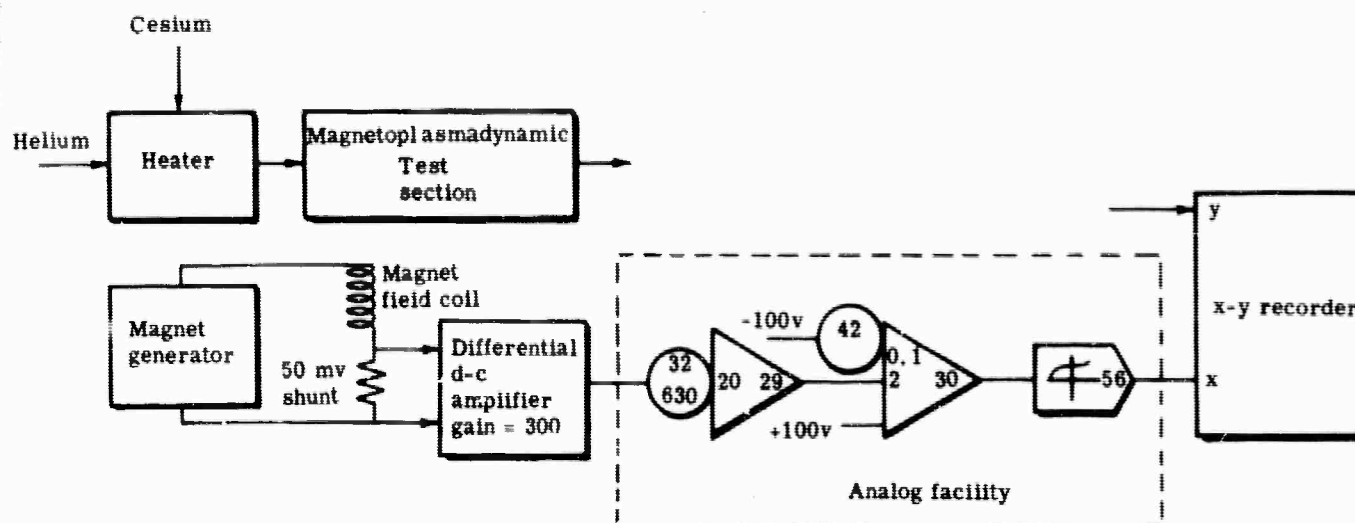 Cesium
Helium
Heater
Magnetoplasmadynamic
Test
section
Magnet
generator
Magnet
field coil
50 mv
shunt
Differential
d-c
amplifier
gain = 300
32
630
20
29
-100v
42
0.1
2
30
+100v
56
Analog facility
y
x-y recorder
x